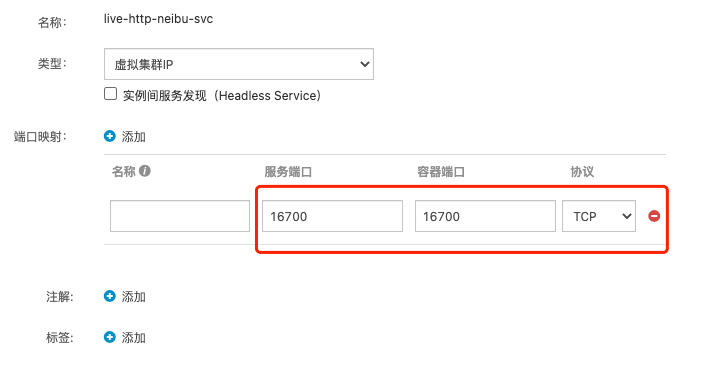 名称： live-http-neibu-svc
类型： 虚拟集群IP
实例间服务发现（Headless Service）
端口映射： 添加
名称 服务端口 容器端口 协议
16700 16700 TCP
注解: 添加
标签: 添加